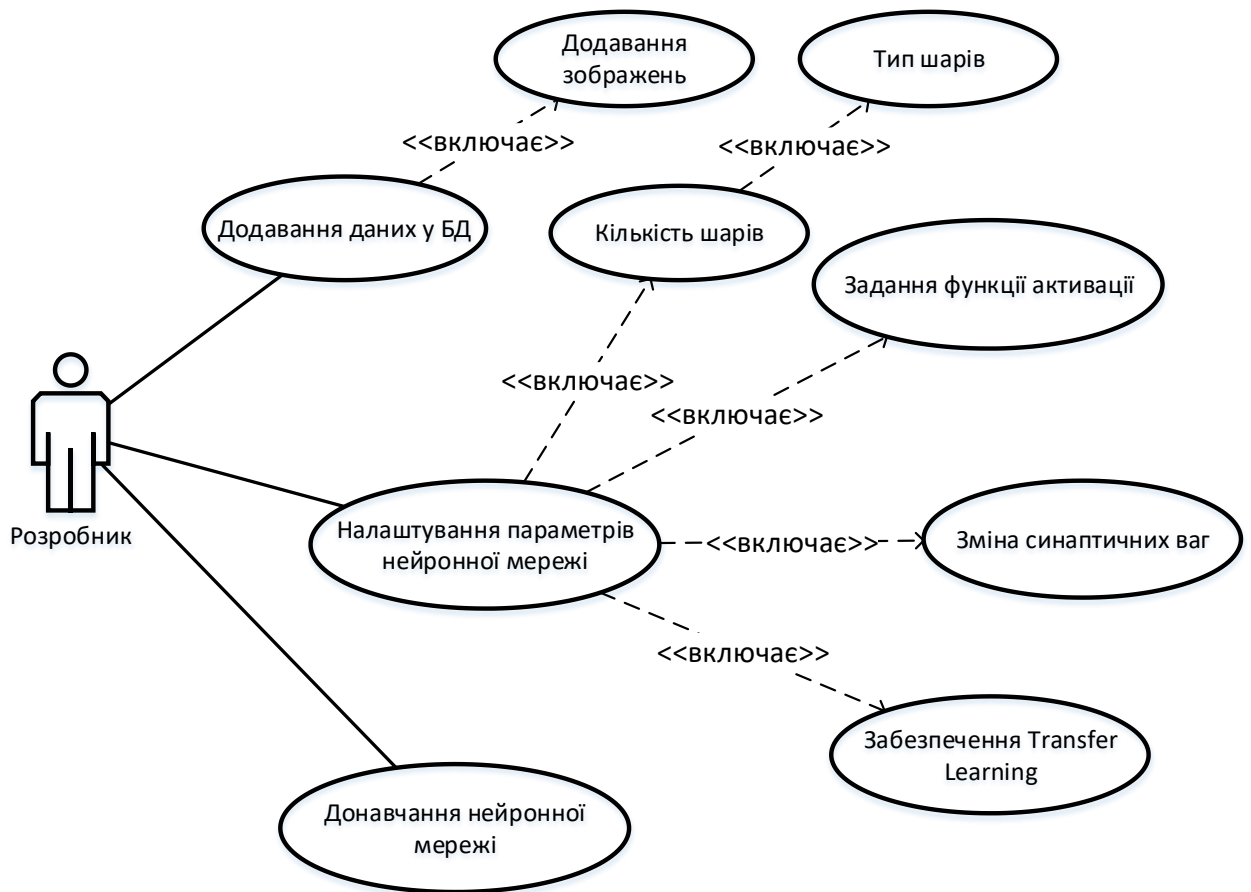 Додавання
зображень
Тип шарів
<<включає>>
<<включає>>
Додавання даних у БД
Кількість шарів
Задання функції активації
<<включає>>
<<включає>>
Розробник
Налаштування параметрів
нейронної мережі
<<включає>>
Зміна синаптичних ваг
<<включає>>
Забезпечення Transfer
Learning
Донавчання нейронної
мережі